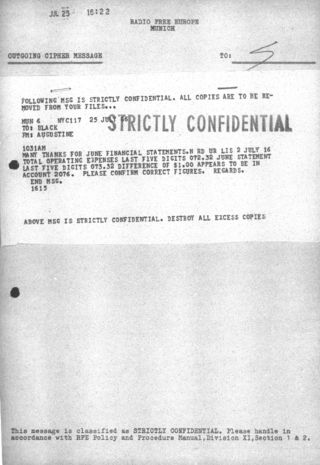 JUL 25 16:22
RADIO FREE EUROPE
MUNICH
OUTGOING CIPHER MESSAGE
TO: 5
FOLLOWING MSG IS STRICTLY CONFIDENTIAL. ALL COPIES ARE TO BE RE-
MOVED FROM YOUR FILES...
MUN 6 NYC117 25 JUL
STRICTLY CONFIDENTIAL
TO: BLACK
FM: AUGUSTINE
1031AM
MANY THANKS FOR JUNE FINANCIAL STATEMENTS.N RD UR LIS 2 JULY 16
TOTAL OPERATING EXPENSES LAST FIVE DIGITS 072.32 JUNE STATEMENT
LAST FIVE DIGITS 073.32 DIFFERENCE OF $1.00 APPEARS TO BE IN
ACCOUNT 2076. PLEASE CONFIRM CORRECT FIGURES. REGARDS.
END MSG.
1613
ABOVE MSG IS STRICTLY CONFIDENTIAL. DESTROY ALL EXCESS COPIES
This message is classified as STRICTLY CONFIDENTIAL. Please handle in
accordance with RFE Policy and Procedure Manual,Division XI,Section 1 & 2.